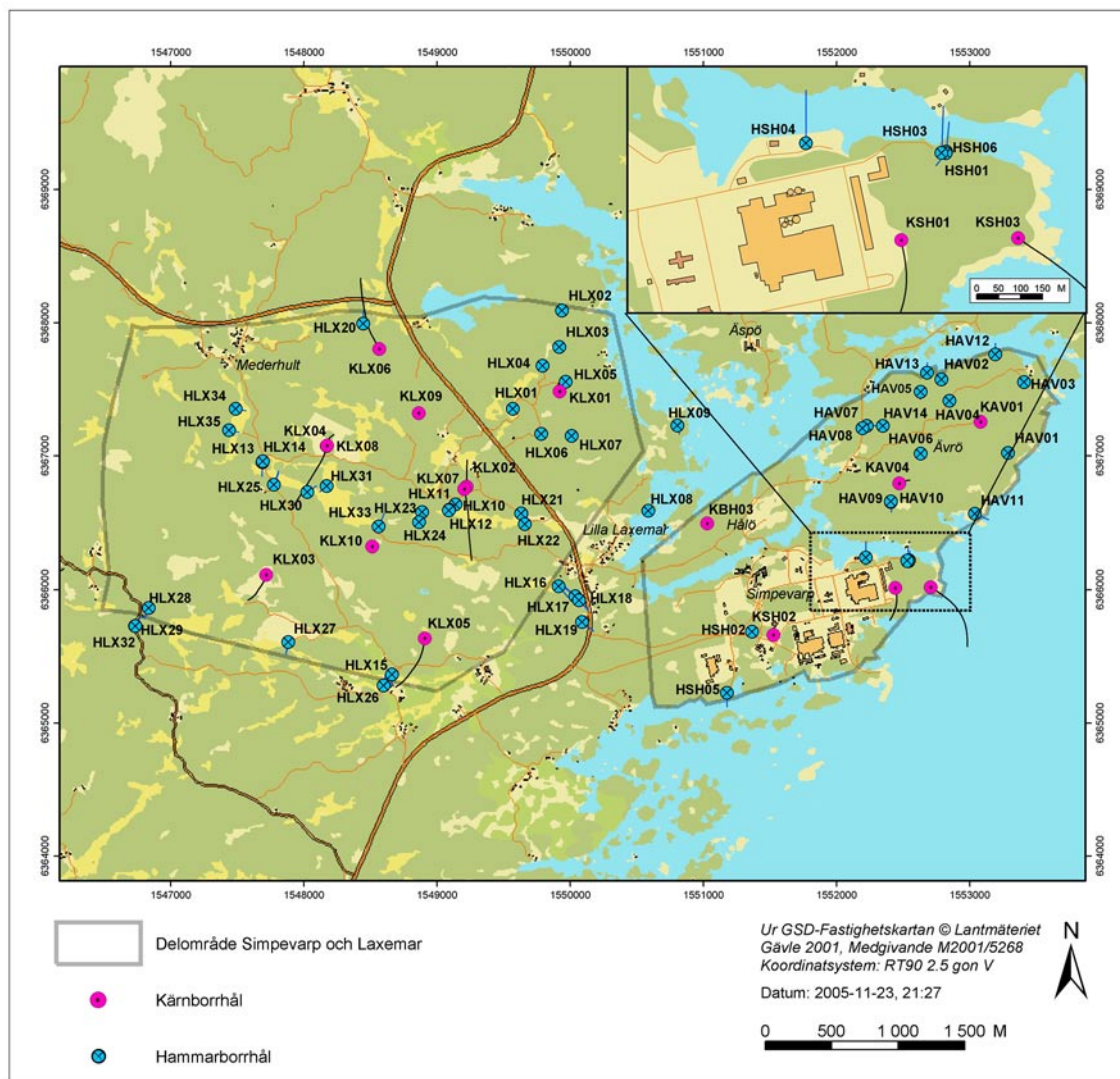 1547000
1548000
1549000
1550000
1551000
1552000
1553000
6369000
6368000
6367000
6366000
6365000
6364000
6369000
6368000
6367000
6366000
6365000
6364000
HSH04
HSH03
HSH06
HSH01
KSH01
KSH03
0 50 100 150 M
HLX02
HLX20
HLX03
KLX06
HLX04
HLX05
Mederhult
KLX09
HLX01
KLX01
HLX34
HLX09
HLX35
KLX04
KLX08
HLX13
HLX14
HLX06
HLX07
KLX02
KLX07
HLX31
HLX25
HLX11
HLX10
HLX21
HLX08
HLX30
HLX33
HLX23
HLX12
HLX24
HLX22
KLX10
Lilla Laxemar
KLX03
HLX16
HLX28
HLX17
HLX18
HLX29
HLX32
HLX19
HLX27
KLX05
HLX15
HLX26
Äspö
HAV12
HAV13
HAV02
HAV05
HAV03
HAV07
HAV14
HAV04
KAV01
HAV08
HAV06
HAV01
Ävrö
KAV04
HAV09
HAV10
HAV11
KBH03
Hålö
Simpevarp
HSH02
KSH02
HSH05
Delområde Simpevarp och Laxemar
Kärnborrhål
Hammarborrhål
Ur GSD-Fastighetskartan © Lantmäteriet
Gävle 2001, Medgivande M2001/5268
Koordinatsystem: RT90 2.5 gon V
Datum: 2005-11-23, 21:27
N
0 500 1 000 1 500 M